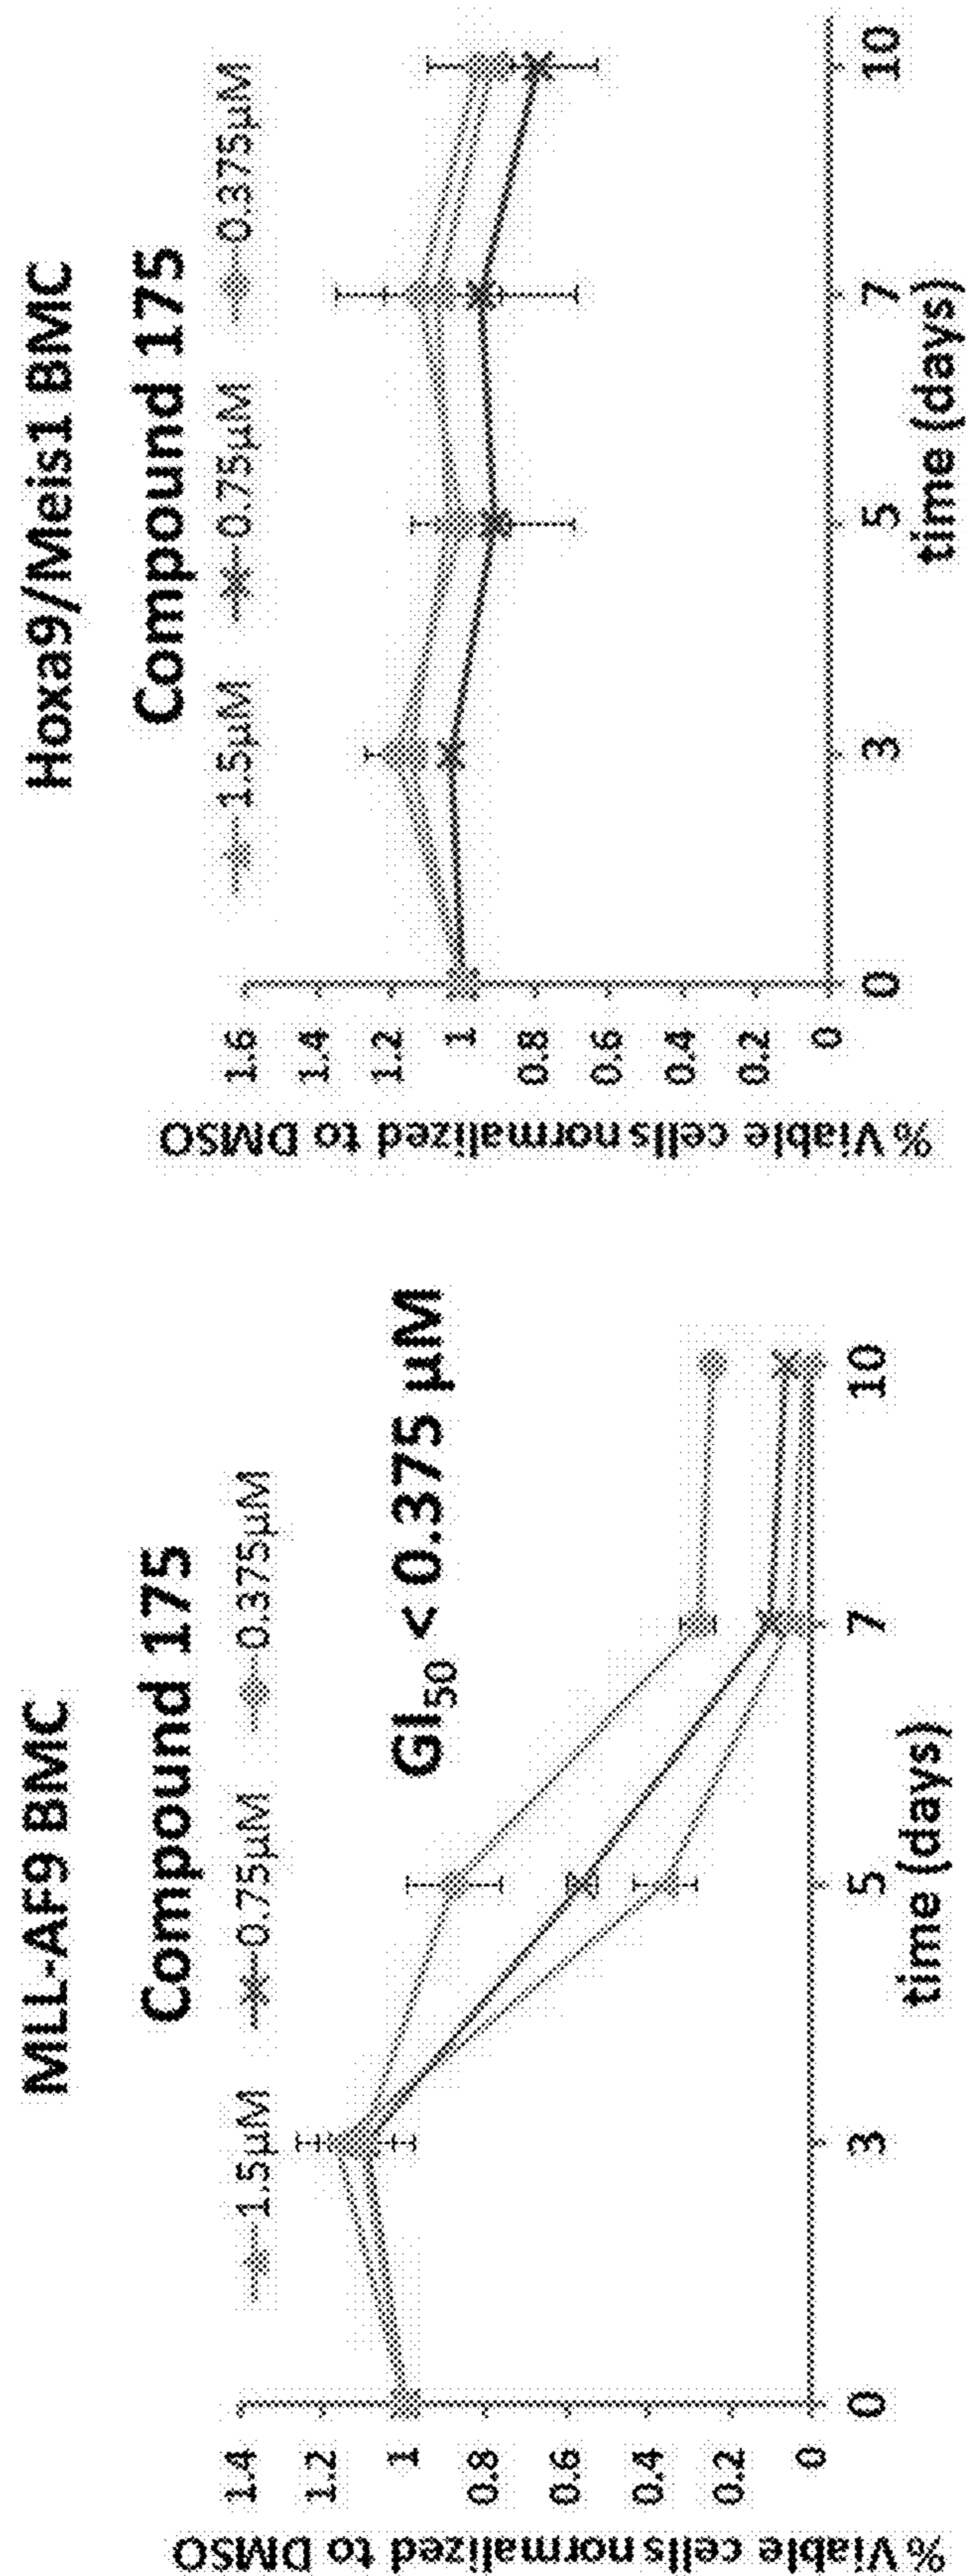 MLL-AF9 BMC
Compound 175
1.5µM 0.75µM 0.375µM
GI50 < 0.375 µM
% Viable cells normalized to DMSO
1.4
1.2
1
0.8
0.6
0.4
0.2
0
0 3 5 7 10
time (days)
Hoxa9/Meis1 BMC
Compound 175
1.5µM 0.75µM 0.375µM
% Viable cells normalized to DMSO
1.6
1.4
1.2
1
0.8
0.6
0.4
0.2
0
0 3 5 7 10
time (days)